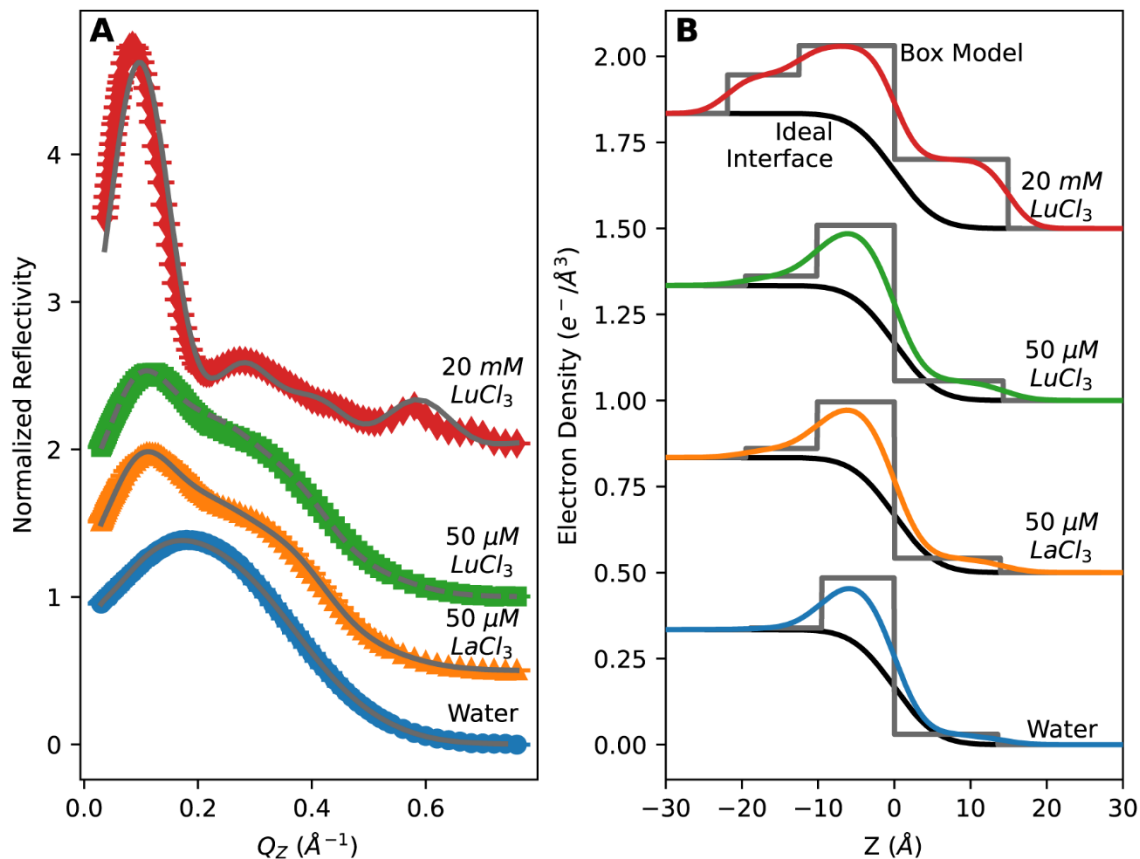 A
4
3
2
1
0
0.0
0.2
0.4
0.6
Normalized Reflectivity
Q_Z (Å⁻¹)
20 mM
LuCl₃
50 μM
LuCl₃
50 μM
LaCl₃
Water
B
2.00
1.75
1.50
1.25
1.00
0.75
0.50
0.25
0.00
−30
−20
−10
0
10
20
30
Electron Density (e⁻/Å³)
Z (Å)
Box Model
Ideal
Interface
20 mM
LuCl₃
50 μM
LuCl₃
50 μM
LaCl₃
Water